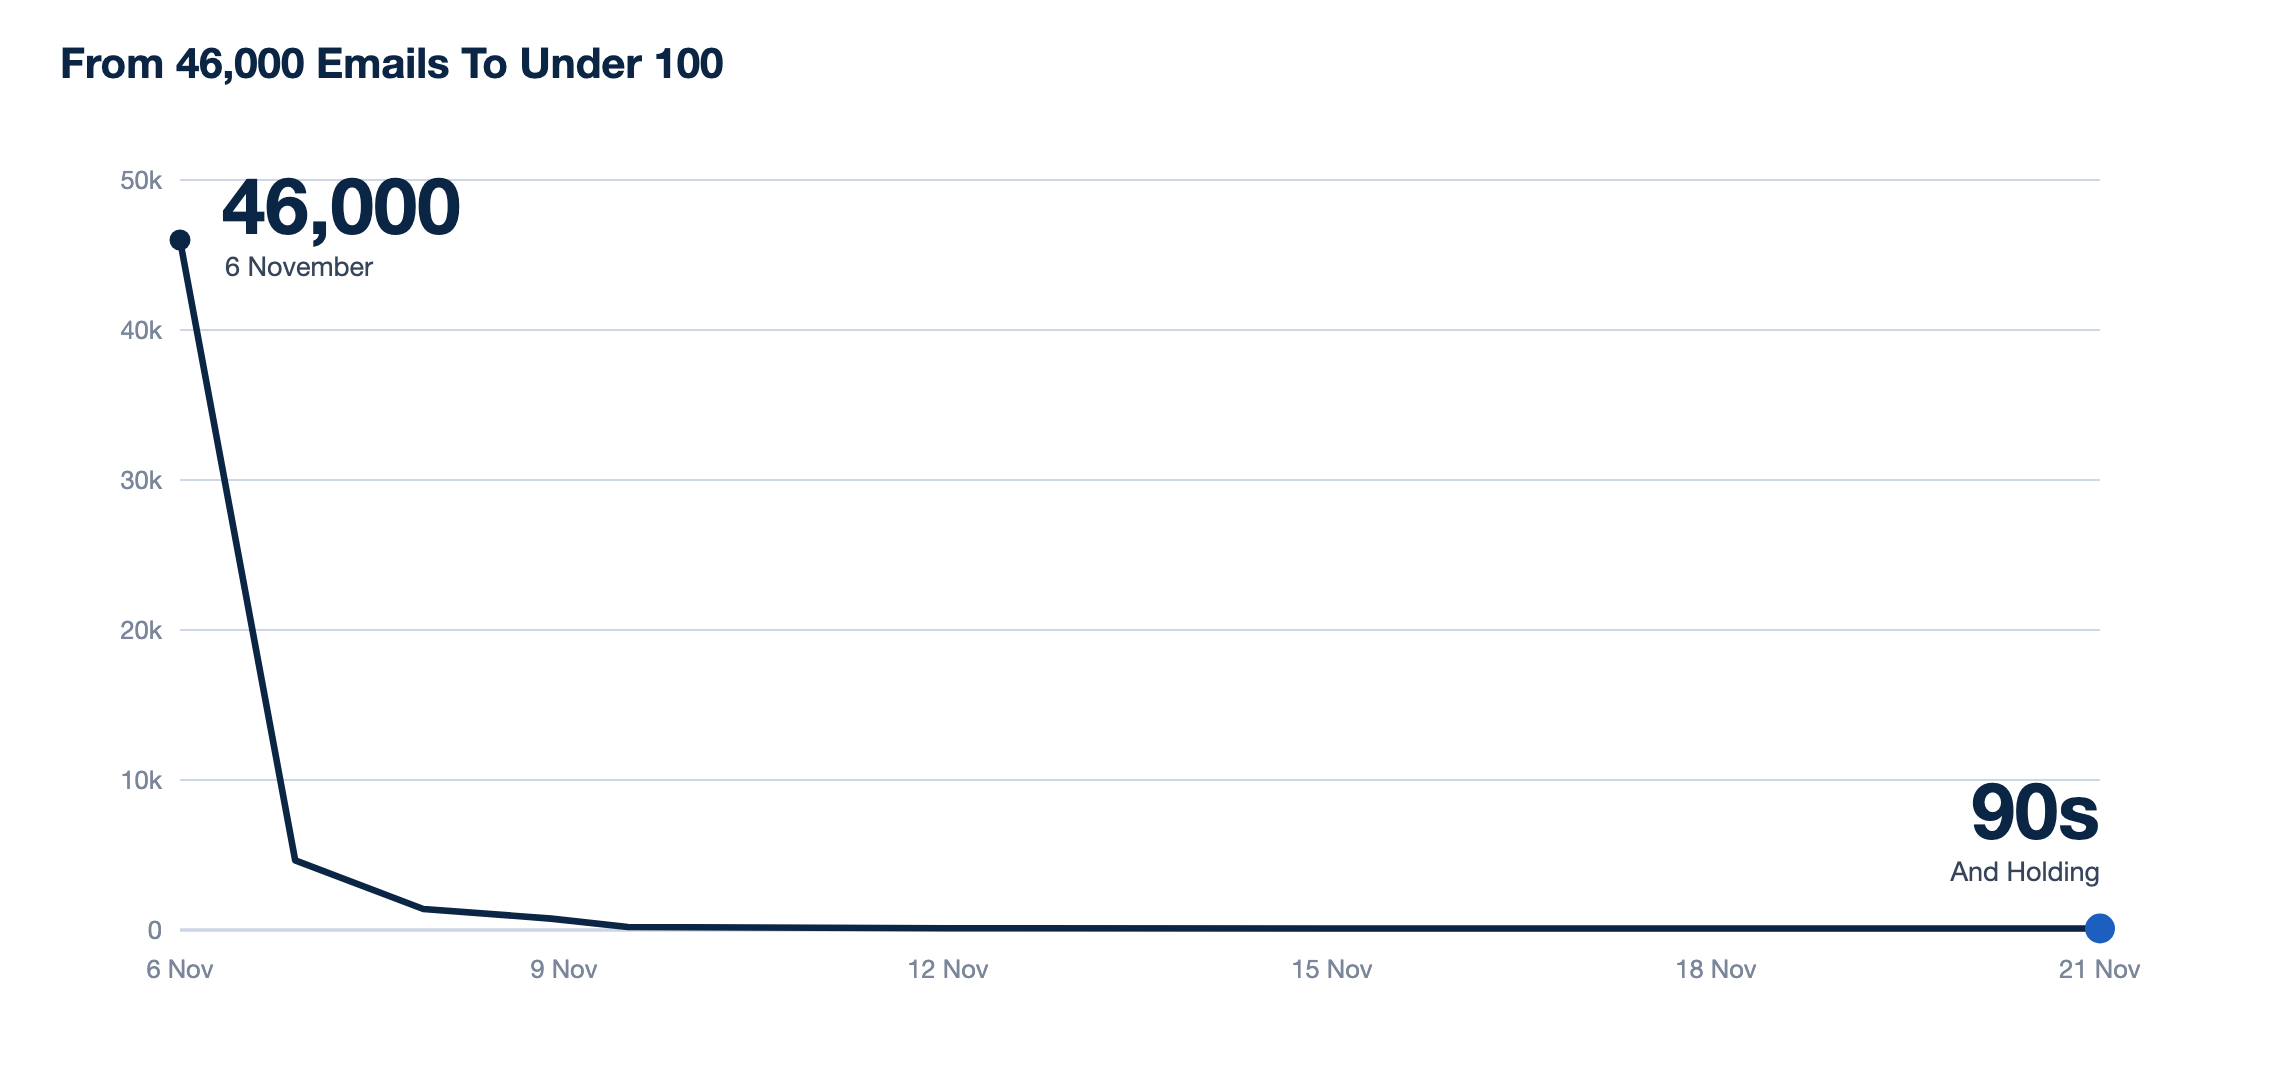 From 46,000 Emails To Under 100
50k
46,000
6 November
40k
30k
20k
10k
90s
And Holding
0
6 Nov
9 Nov
12 Nov
15 Nov
18 Nov
21 Nov